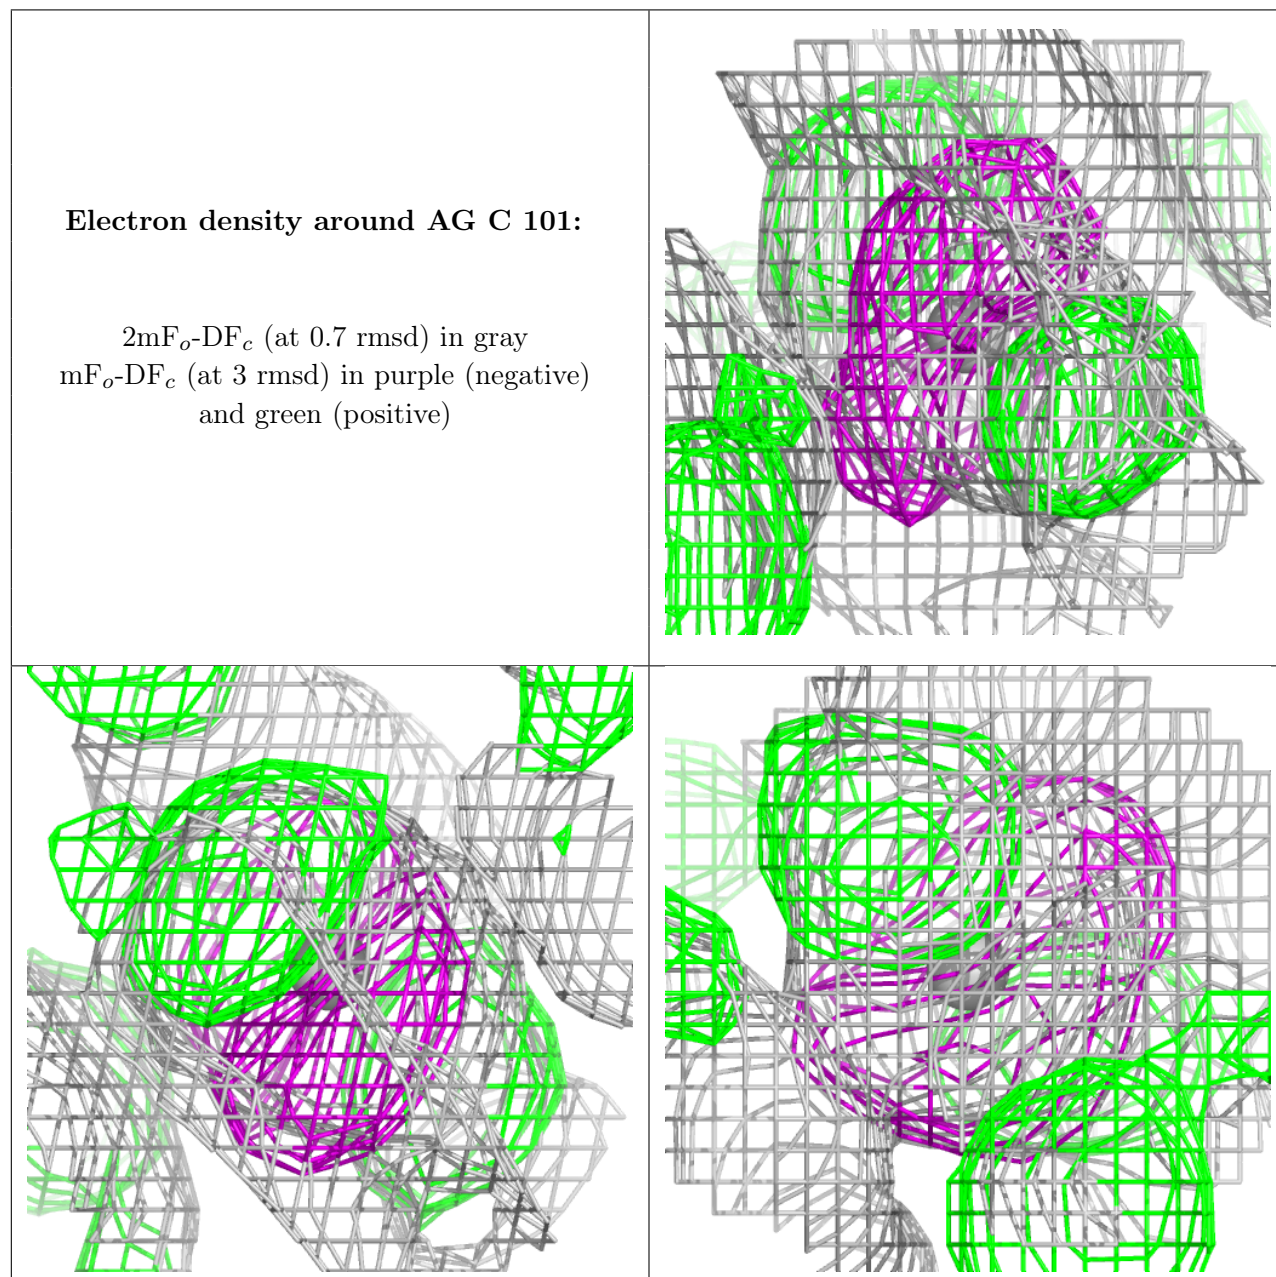 Electron density around AG C 101:
2mFo-DFc (at 0.7 rmsd) in gray
mFo-DFc (at 3 rmsd) in purple (negative)
and green (positive)